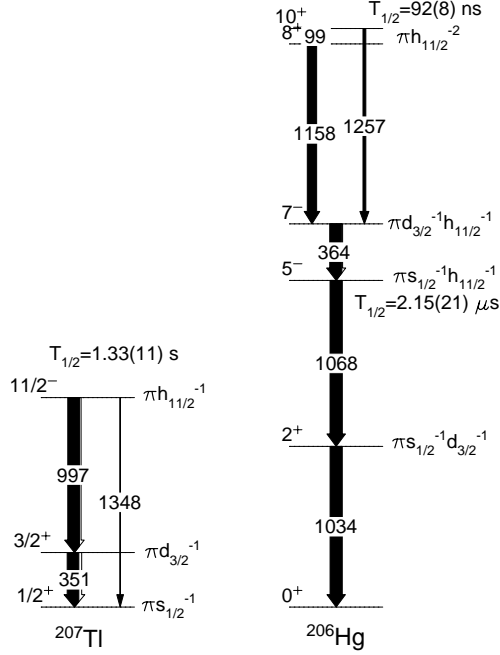 10⁺ T₁/₂=92(8) ns
8⁺ 99 πh₁₁/₂⁻²
1158 1257
7⁻ πd₃/₂⁻¹h₁₁/₂⁻¹
364
5⁻ πs₁/₂⁻¹h₁₁/₂⁻¹
T₁/₂=2.15(21) μs
1068
2⁺ πs₁/₂⁻¹d₃/₂⁻¹
1034
0⁺
²⁰⁶Hg
T₁/₂=1.33(11) s
11/2⁻ πh₁₁/₂⁻¹
997 1348
3/2⁺ πd₃/₂⁻¹
351
1/2⁺ πs₁/₂⁻¹
²⁰⁷Tl